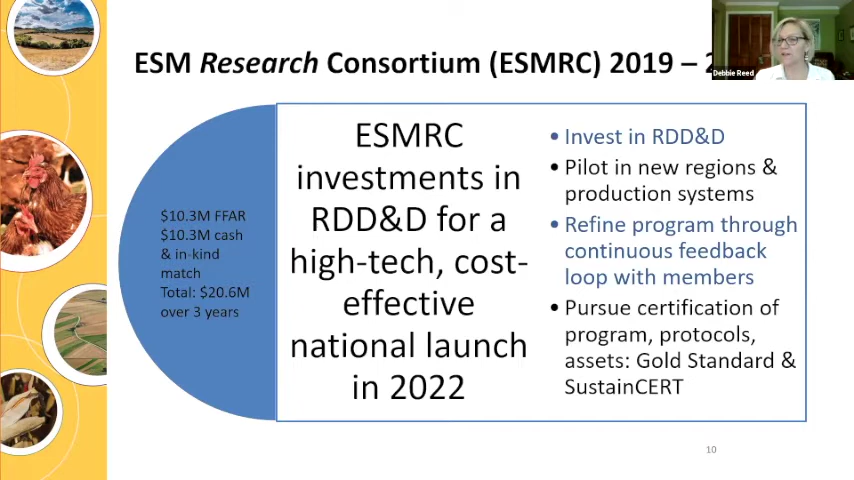 ESM Research Consortium (ESMRC) 2019 – 2
Debbie Reed
$10.3M FFAR
$10.3M cash
& in-kind
match
Total: $20.6M
over 3 years
ESMRC
investments in
RDD&D for a
high-tech, cost-
effective
national launch
in 2022
• Invest in RDD&D
• Pilot in new regions &
production systems
• Refine program through
continuous feedback
loop with members
• Pursue certification of
program, protocols,
assets: Gold Standard &
SustainCERT
10